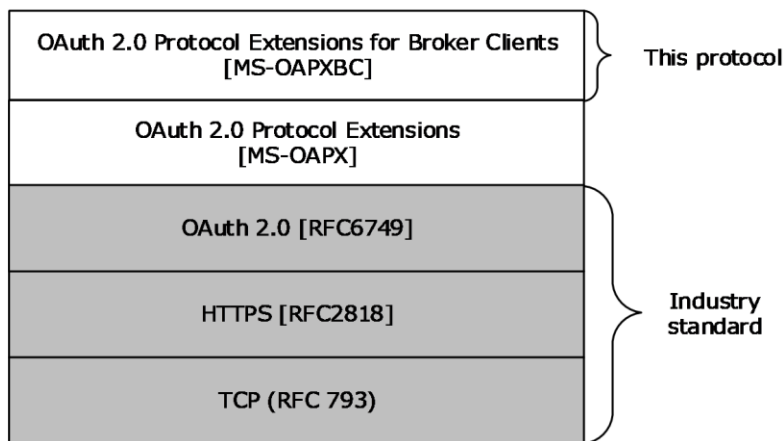 OAuth 2.0 Protocol Extensions for Broker Clients
[MS-OAPXBC]
This protocol
OAuth 2.0 Protocol Extensions
[MS-OAPX]
OAuth 2.0 [RFC6749]
HTTPS [RFC2818]
Industry
standard
TCP (RFC 793)